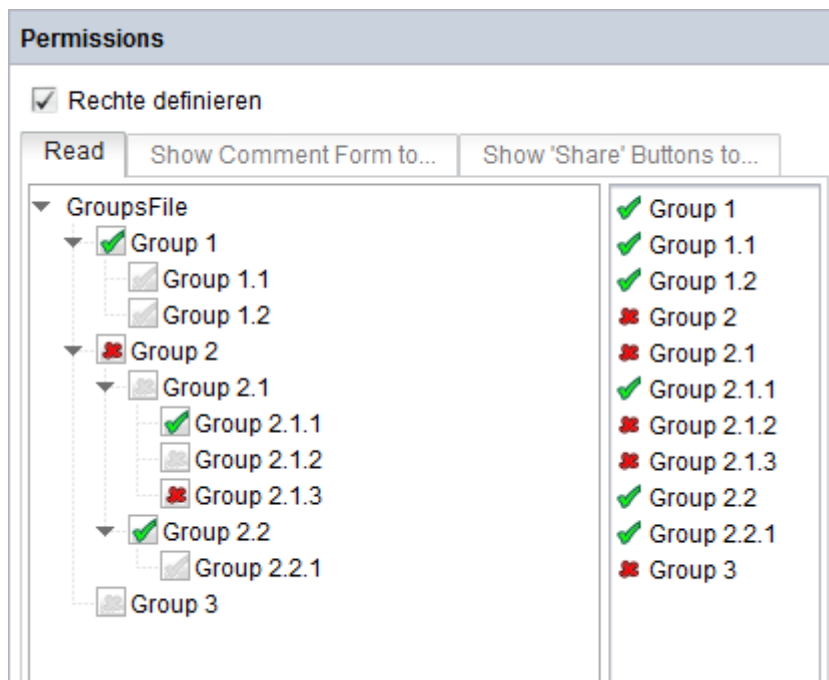 Permissions
Rechte definieren
Read
Show Comment Form to...
Show 'Share' Buttons to...
GroupsFile
Group 1
Group 1.1
Group 1.2
Group 2
Group 2.1
Group 2.1.1
Group 2.1.2
Group 2.1.3
Group 2.2
Group 2.2.1
Group 3
Group 1
Group 1.1
Group 1.2
Group 2
Group 2.1
Group 2.1.1
Group 2.1.2
Group 2.1.3
Group 2.2
Group 2.2.1
Group 3